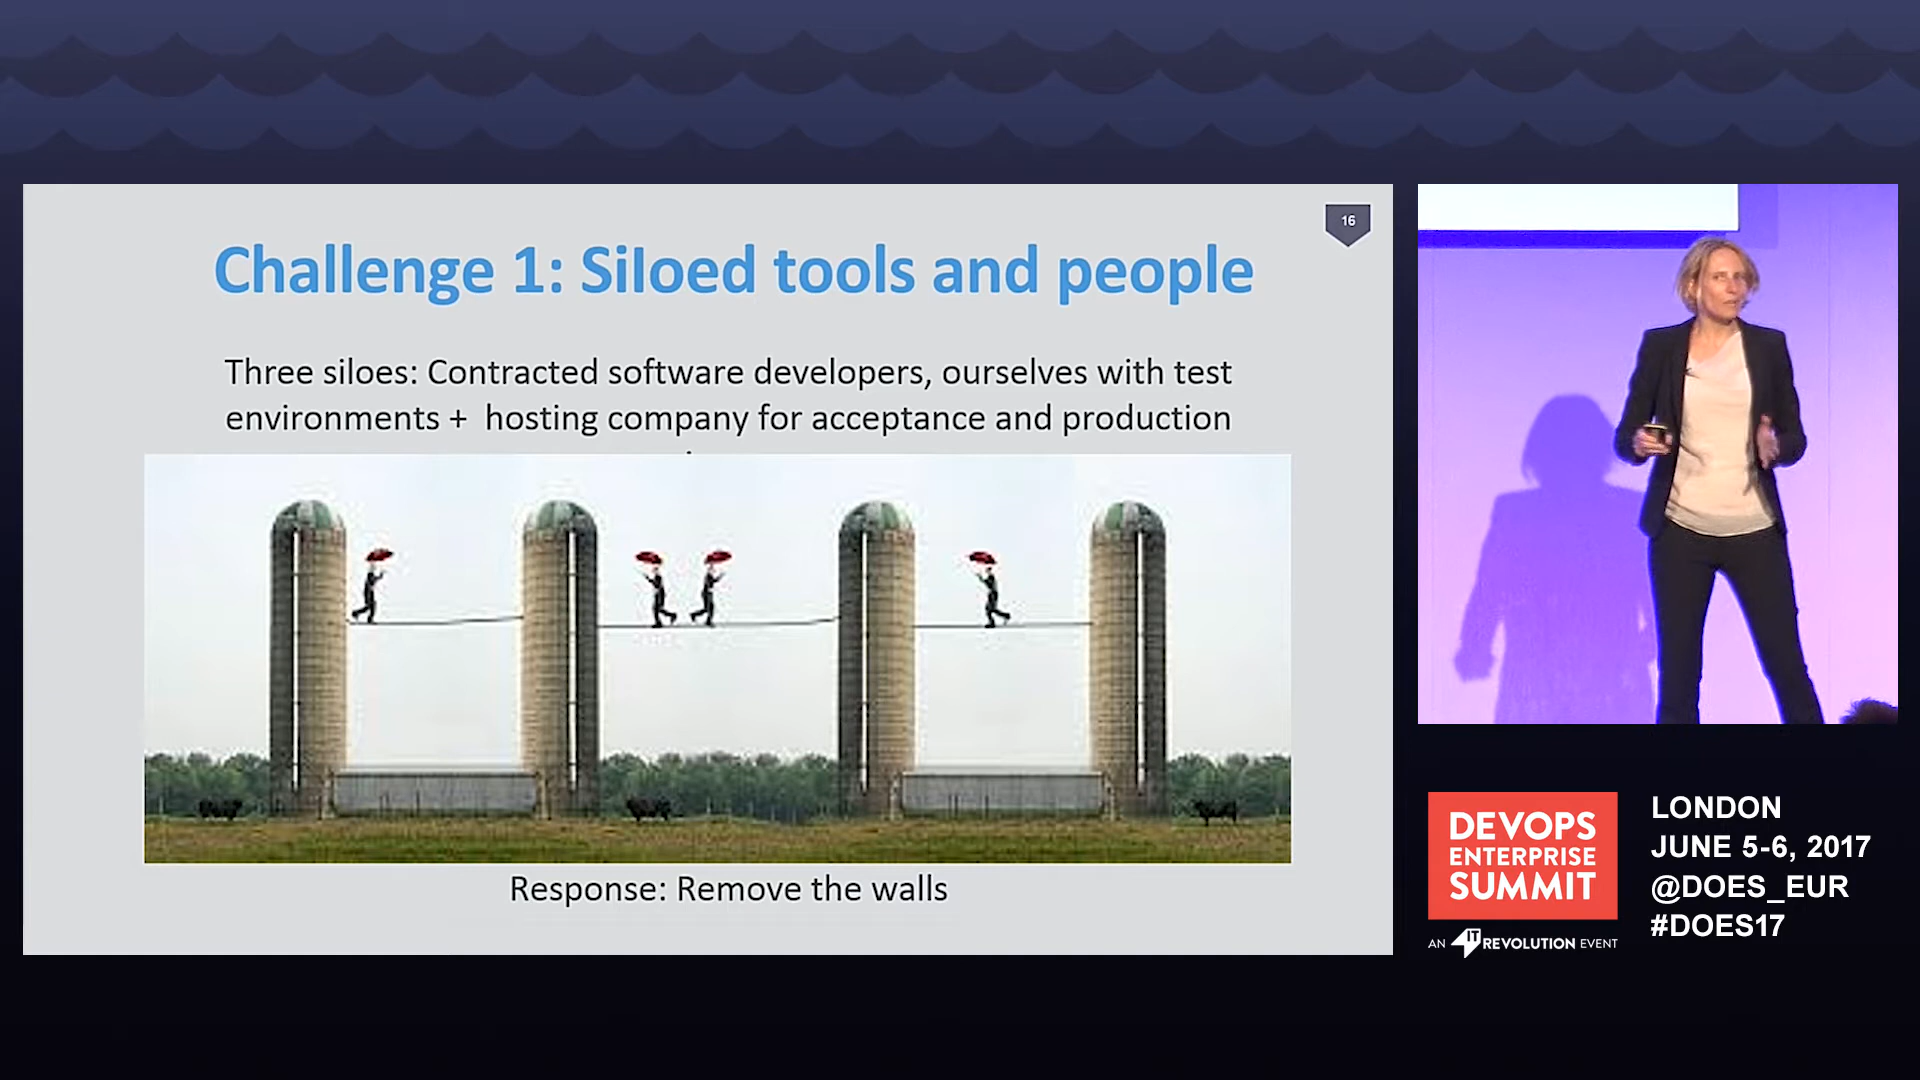 16
Challenge 1: Siloed tools and people
Three siloes: Contracted software developers, ourselves with test
environments +  hosting company for acceptance and production
Response: Remove the walls
DEVOPS
ENTERPRISE
SUMMIT
AN IT REVOLUTION EVENT
LONDON
JUNE 5-6, 2017
@DOES_EUR
#DOES17